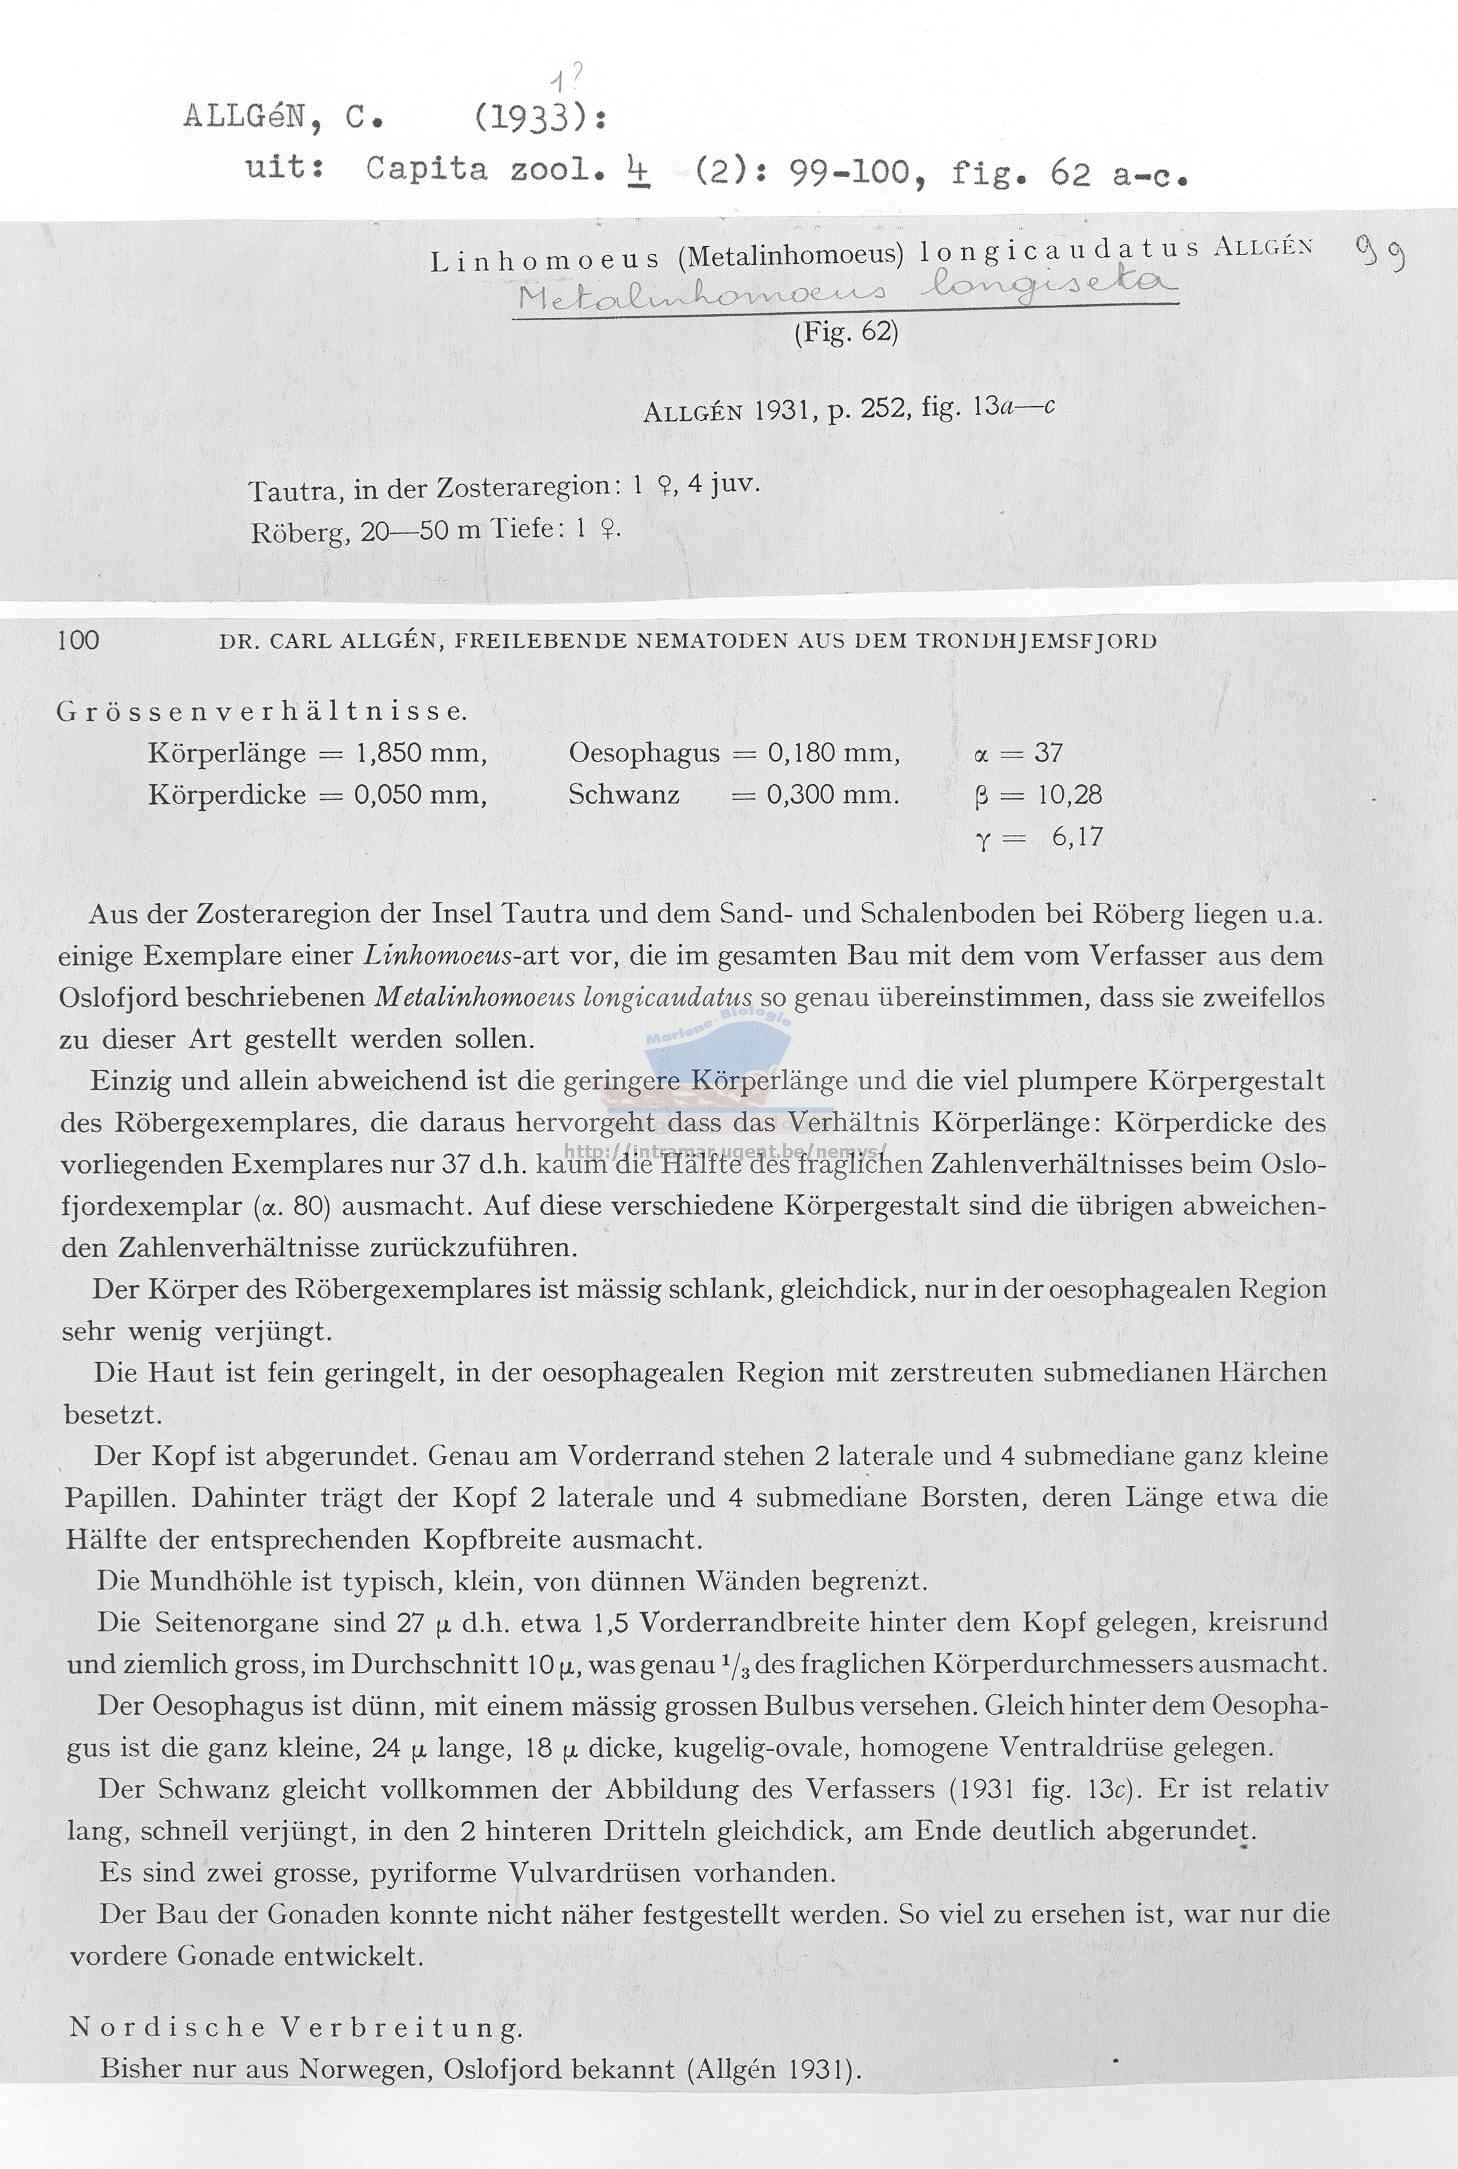 1?
ALLGéN, C. (1933):
uit: Capita zool. 4 (2): 99-100, fig. 62 a-c.
Linhomoeus (Metalinhomoeus) longicaudatus ALLGÉN 99
Metalinhomoeus longiseta
(Fig. 62)
ALLGÉN 1931, p. 252, fig. 13a—c
Tautra, in der Zosteraregion: 1 ♀, 4 juv.
Röberg, 20—50 m Tiefe: 1 ♀.
100 DR. CARL ALLGÉN, FREILEBENDE NEMATODEN AUS DEM TRONDHJEMSFJORD
Grössenverhältnisse.
Körperlänge = 1,850 mm, Oesophagus = 0,180 mm, α = 37
Körperdicke = 0,050 mm, Schwanz = 0,300 mm. β = 10,28
γ = 6,17
Aus der Zosteraregion der Insel Tautra und dem Sand- und Schalenboden bei Röberg liegen u.a.
einige Exemplare einer Linhomoeus-art vor, die im gesamten Bau mit dem vom Verfasser aus dem
Oslofjord beschriebenen Metalinhomoeus longicaudatus so genau übereinstimmen, dass sie zweifellos
zu dieser Art gestellt werden sollen.
Mariene Biologie
Einzig und allein abweichend ist die geringere Körperlänge und die viel plumpere Körpergestalt
des Röbergexemplares, die daraus hervorgeht dass das Verhältnis Körperlänge: Körperdicke des
http://intramar.ugent.be/nemys/
vorliegenden Exemplares nur 37 d.h. kaum die Hälfte des fraglichen Zahlenverhältnisses beim Oslo-
fjordexemplar (α. 80) ausmacht. Auf diese verschiedene Körpergestalt sind die übrigen abweichen-
den Zahlenverhältnisse zurückzuführen.
Der Körper des Röbergexemplares ist mässig schlank, gleichdick, nur in der oesophagealen Region
sehr wenig verjüngt.
Die Haut ist fein geringelt, in der oesophagealen Region mit zerstreuten submedianen Härchen
besetzt.
Der Kopf ist abgerundet. Genau am Vorderrand stehen 2 laterale und 4 submediane ganz kleine
Papillen. Dahinter trägt der Kopf 2 laterale und 4 submediane Borsten, deren Länge etwa die
Hälfte der entsprechenden Kopfbreite ausmacht.
Die Mundhöhle ist typisch, klein, von dünnen Wänden begrenzt.
Die Seitenorgane sind 27 μ d.h. etwa 1,5 Vorderrandbreite hinter dem Kopf gelegen, kreisrund
und ziemlich gross, im Durchschnitt 10 μ, was genau 1/3 des fraglichen Körperdurchmessers ausmacht.
Der Oesophagus ist dünn, mit einem mässig grossen Bulbus versehen. Gleich hinter dem Oesopha-
gus ist die ganz kleine, 24 μ lange, 18 μ dicke, kugelig-ovale, homogene Ventraldrüse gelegen.
Der Schwanz gleicht vollkommen der Abbildung des Verfassers (1931 fig. 13c). Er ist relativ
lang, schnell verjüngt, in den 2 hinteren Dritteln gleichdick, am Ende deutlich abgerundet.
Es sind zwei grosse, pyriforme Vulvardrüsen vorhanden.
Der Bau der Gonaden konnte nicht näher festgestellt werden. So viel zu ersehen ist, war nur die
vordere Gonade entwickelt.
Nordische Verbreitung.
Bisher nur aus Norwegen, Oslofjord bekannt (Allgén 1931).